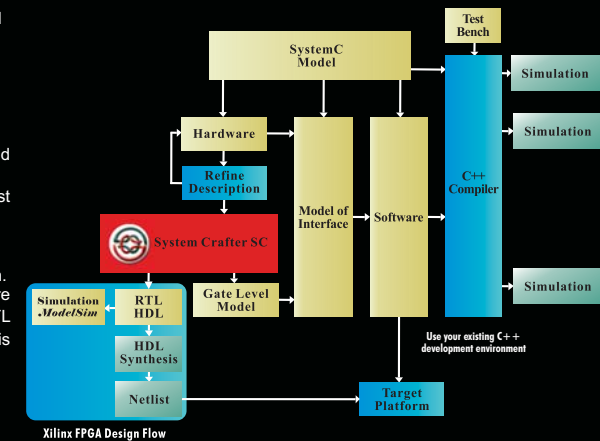 Test
Bench
SystemC
Model
Simulation
Hardware
Simulation
Refine
Description
C++
Compiler
Model of
Interface
Software
System Crafter SC
Simulation
ModelSim
RTL
HDL
Gate Level
Model
Simulation
HDL
Synthesis
Use your existing C++
development environment
Netlist
Target
Platform
Xilinx FPGA Design Flow